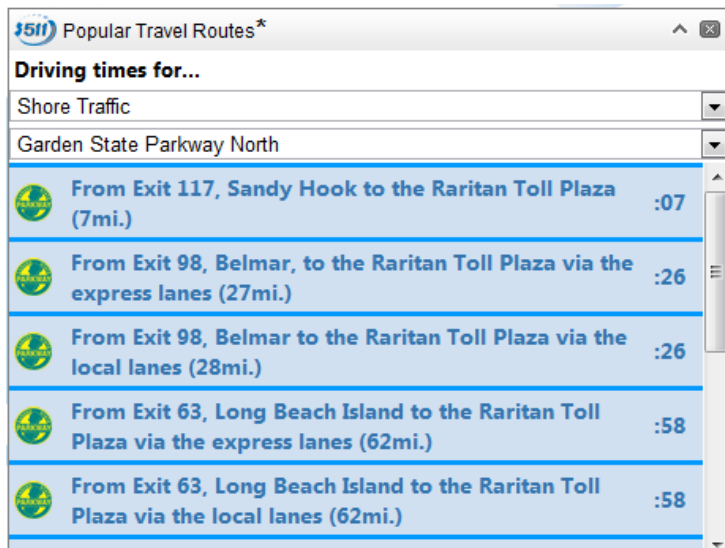 511 Popular Travel Routes*
Driving times for...
Shore Traffic
Garden State Parkway North
From Exit 117, Sandy Hook to the Raritan Toll Plaza
(7mi.)
:07
From Exit 98, Belmar, to the Raritan Toll Plaza via the
express lanes (27mi.)
:26
From Exit 98, Belmar to the Raritan Toll Plaza via the
local lanes (28mi.)
:26
From Exit 63, Long Beach Island to the Raritan Toll
Plaza via the express lanes (62mi.)
:58
From Exit 63, Long Beach Island to the Raritan Toll
Plaza via the local lanes (62mi.)
:58